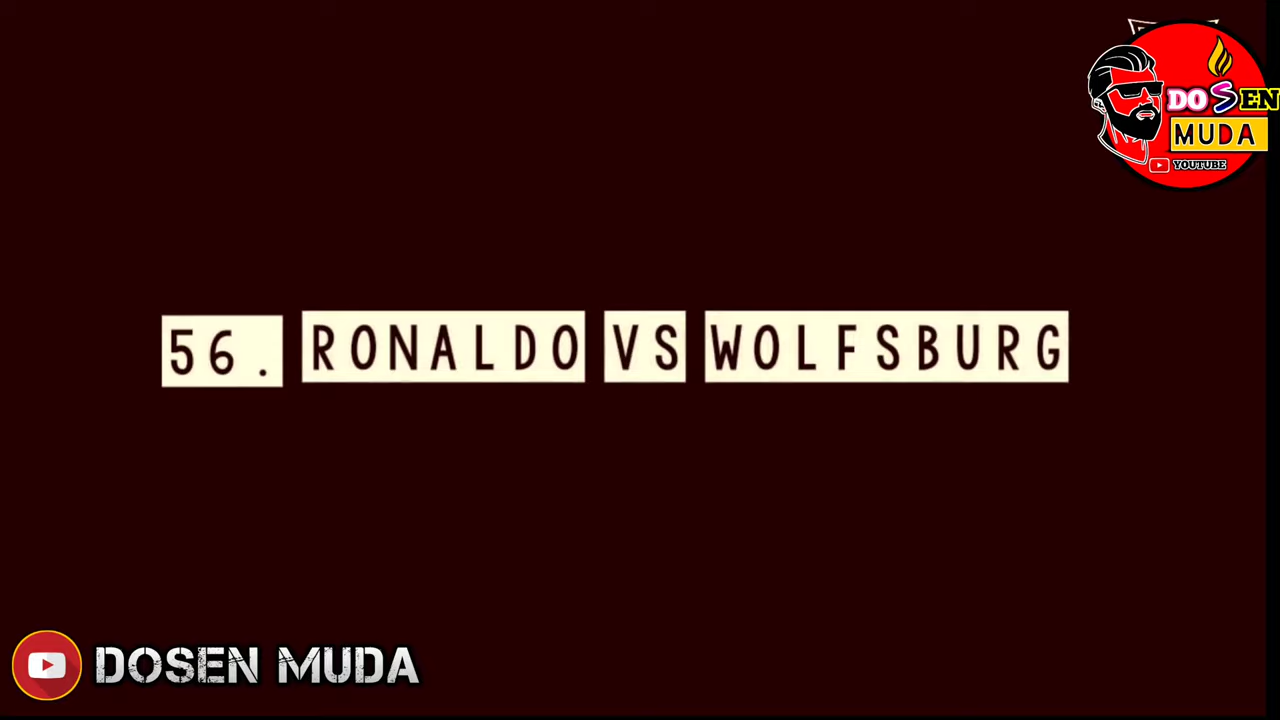 DOSEN
MUDA
YOUTUBE
56. RONALDO VS WOLFSBURG
DOSEN MUDA